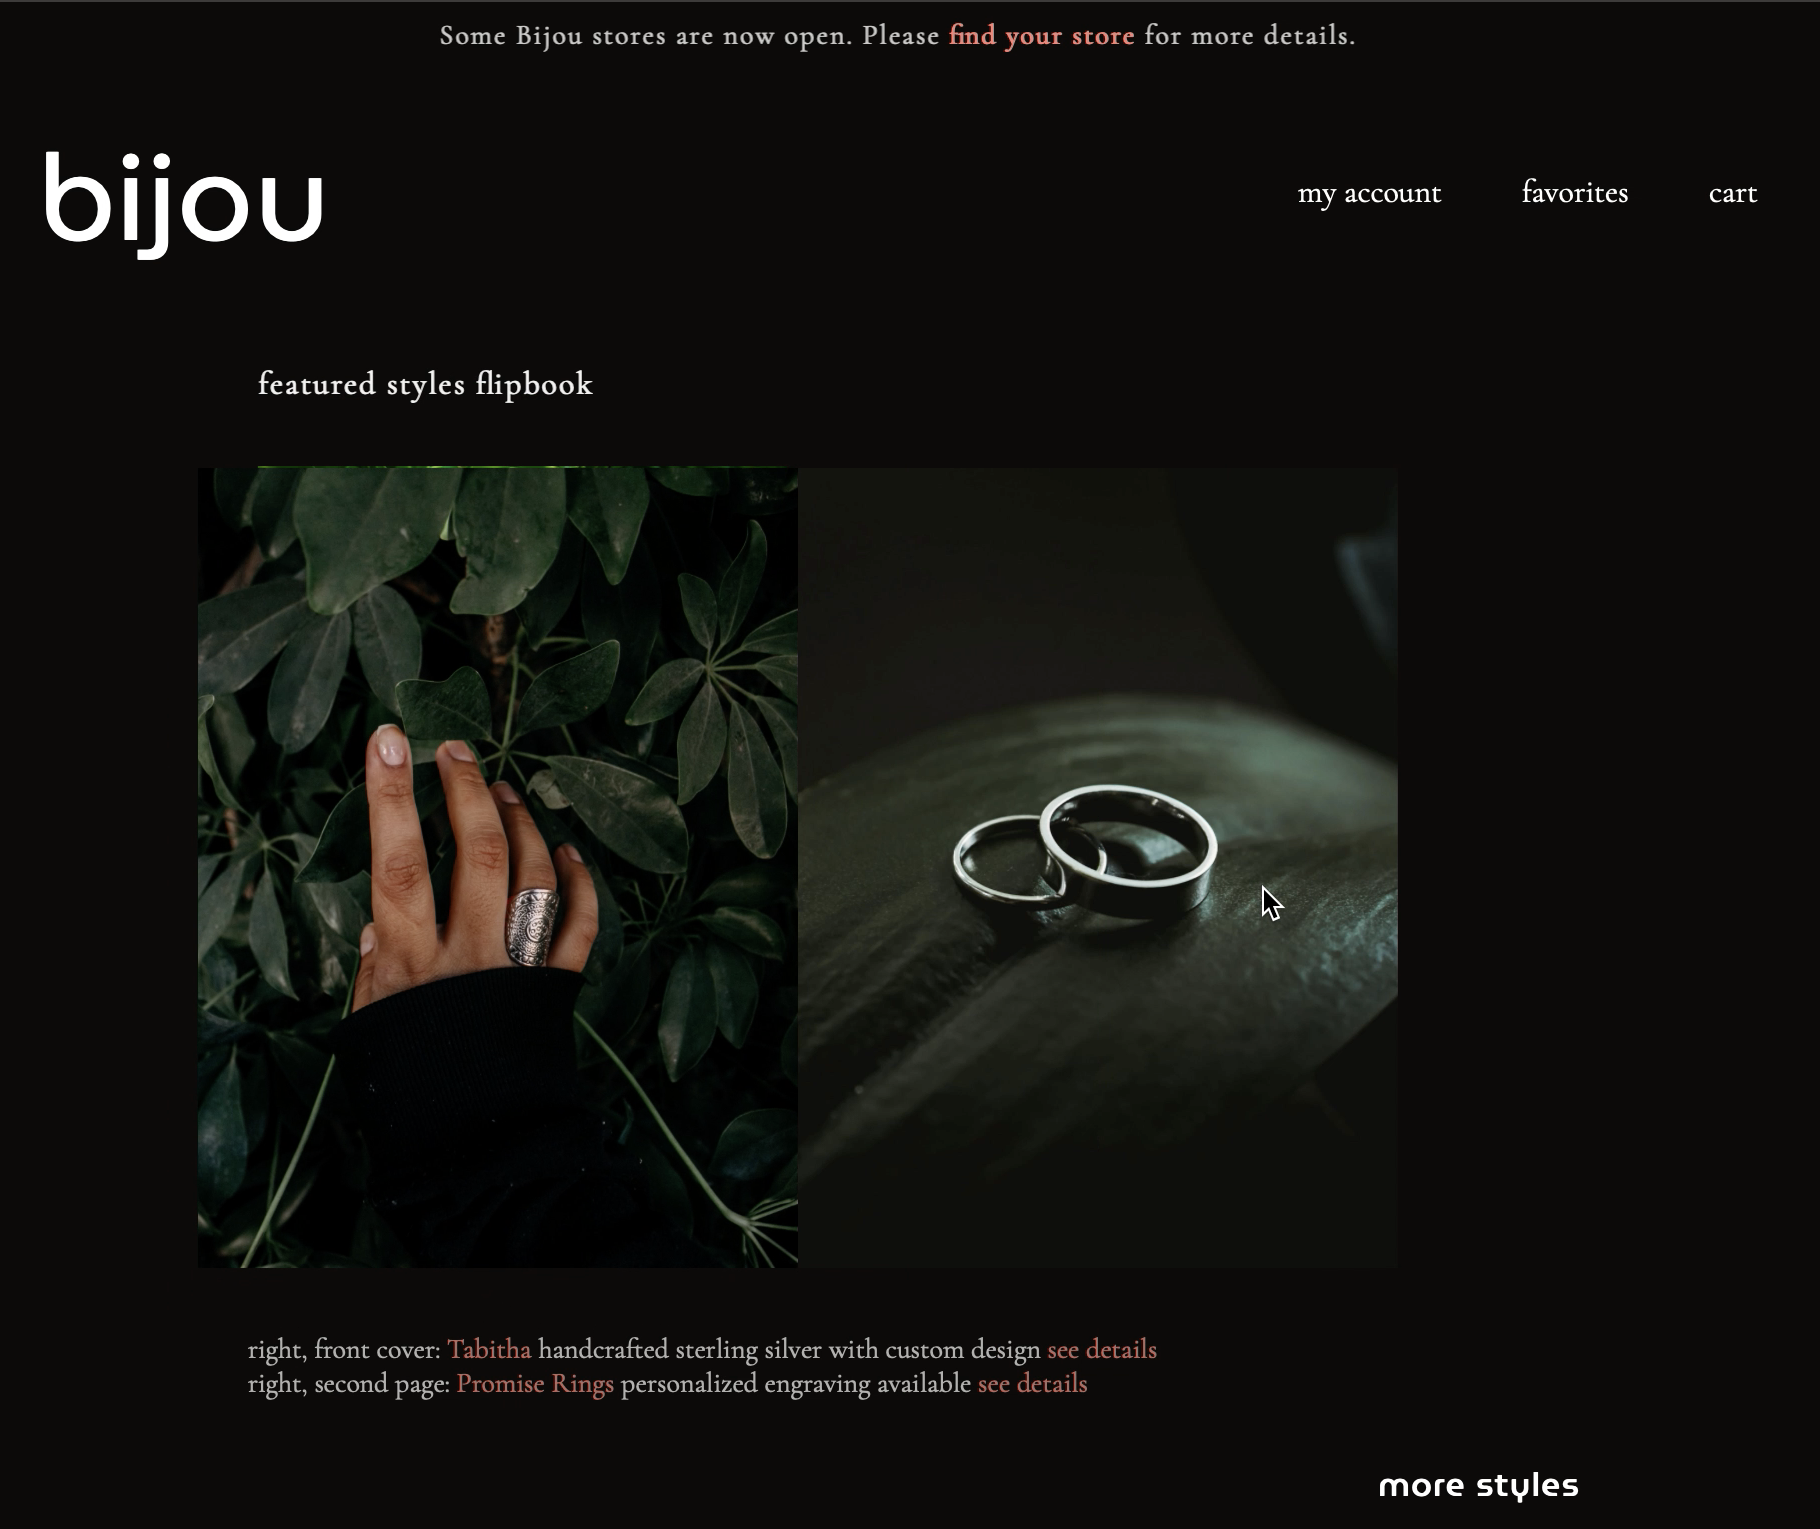 Some Bijou stores are now open. Please find your store for more details.
bijou
my account favorites cart
featured styles flipbook
right, front cover: Tabitha handcrafted sterling silver with custom design see details
right, second page: Promise Rings personalized engraving available see details
more styles